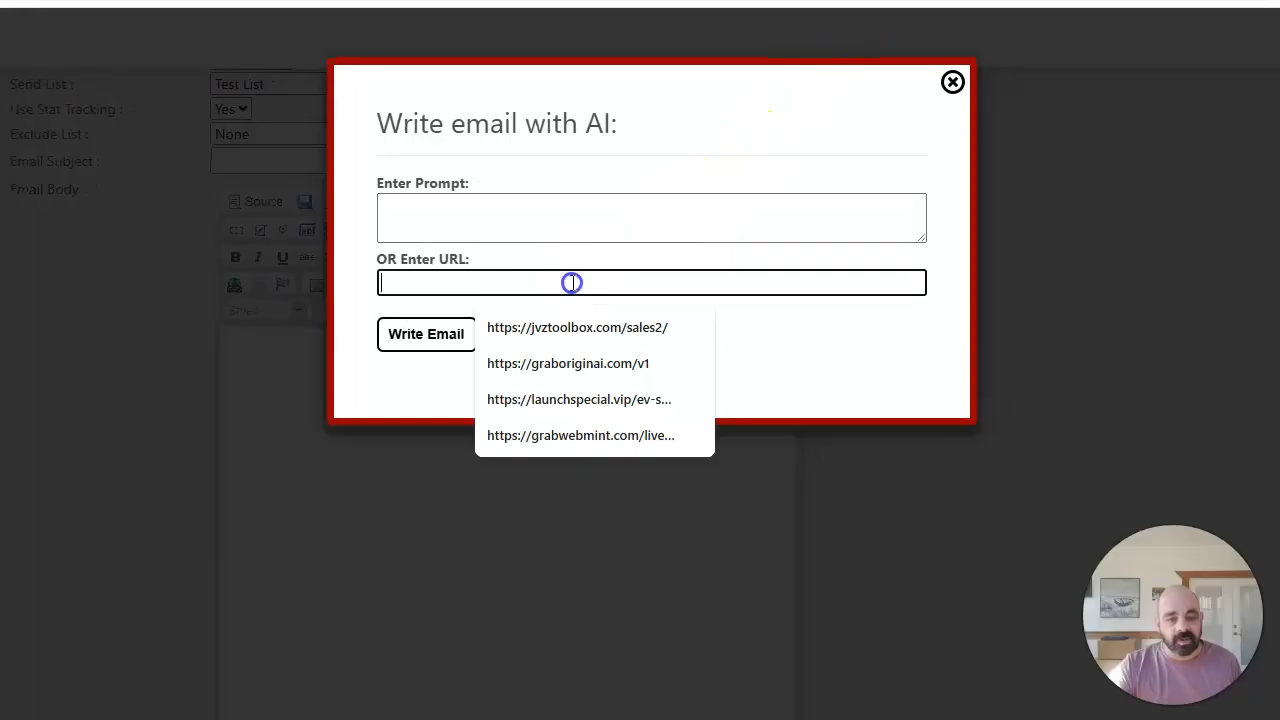 Write email with AI:
Enter Prompt:
OR Enter URL:
Write Email
https://jvztoolbox.com/sales2/
https://graboriginai.com/v1
https://launchspecial.vip/ev-s...
https://grabwebmint.com/live...
Send List :
Test List
Use Stat Tracking :
Yes
Exclude List :
None
Email Subject :
Email Body
Source
B I U ABC
Styles